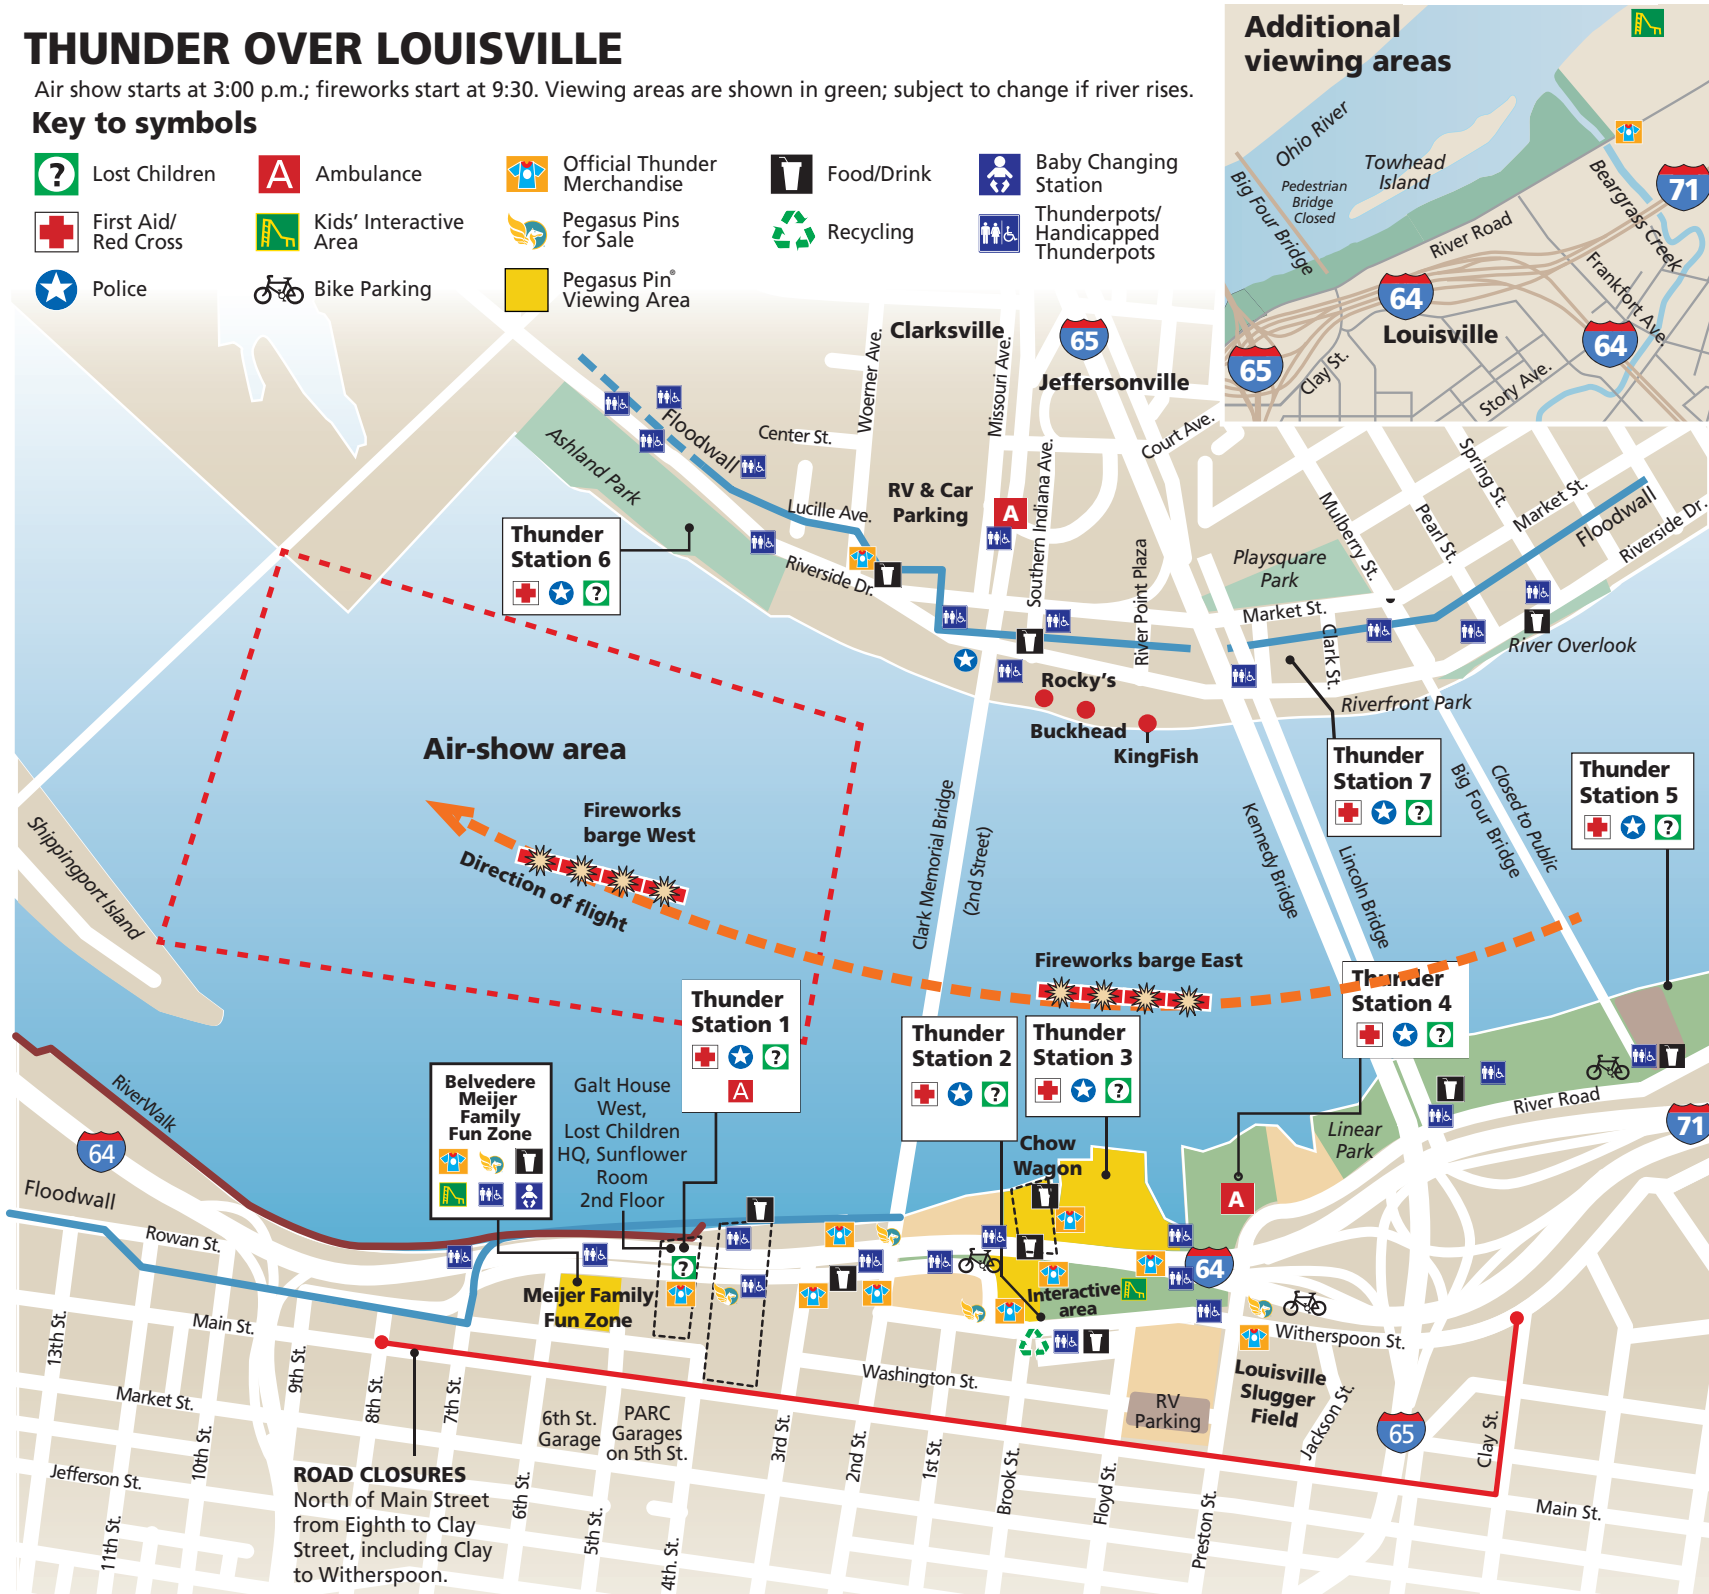 THUNDER OVER LOUISVILLE
Air show starts at 3:00 p.m.; fireworks start at 9:30. Viewing areas are shown in green; subject to change if river rises.
Key to symbols
Lost Children
Ambulance
Official Thunder
Merchandise
Food/Drink
Baby Changing
Station
First Aid/
Red Cross
Kids' Interactive
Area
Pegasus Pins
for Sale
Recycling
Thunderpots/
Handicapped
Thunderpots
Police
Bike Parking
Pegasus Pin®
Viewing Area
Additional
viewing areas
Ohio River
Towhead
Island
Pedestrian
Bridge
Closed
Big Four Bridge
River Road
Beargrass Creek
Frankfort Ave.
71
64
Louisville
64
65
Clay St.
Story Ave.
Clarksville
65
Jeffersonville
Woerner Ave.
Missouri Ave.
Center St.
Court Ave.
Floodwall
Ashland Park
Lucille Ave.
RV & Car
Parking
A
Southern Indiana Ave.
River Point Plaza
Playsquare
Park
Mulberry St.
Pearl St.
Spring St.
Market St.
Floodwall
Riverside Dr.
Thunder
Station 6
Riverside Dr.
Market St.
Clark St.
River Overlook
Riverfront Park
Rocky's
Buckhead
KingFish
Air-show area
Thunder
Station 7
Thunder
Station 5
Big Four Bridge
Closed to Public
Fireworks
barge West
Direction of flight
Clark Memorial Bridge
(2nd Street)
Kennedy Bridge
Lincoln Bridge
Shippingport Island
Fireworks barge East
Thunder
Station 1
A
Thunder
Station 2
Thunder
Station 3
Thunder
Station 4
RiverWalk
64
Belvedere
Meijer
Family
Fun Zone
Galt House
West,
Lost Children
HQ, Sunflower
Room
2nd Floor
Chow
Wagon
Linear
Park
River Road
71
A
Floodwall
Rowan St.
64
Meijer Family
Fun Zone
Interactive
area
Witherspoon St.
Main St.
13th St.
Washington St.
Louisville
Slugger
Field
Market St.
9th St.
8th St.
7th St.
6th St.
Garage
PARC
Garages
on 5th St.
RV
Parking
3rd St.
2nd St.
1st St.
Brook St.
Floyd St.
Preston St.
Jackson St.
65
Clay St.
Main St.
Jefferson St.
10th St.
11th St.
6th St.
5th St.
4th. St.
ROAD CLOSURES
North of Main Street
from Eighth to Clay
Street, including Clay
to Witherspoon.